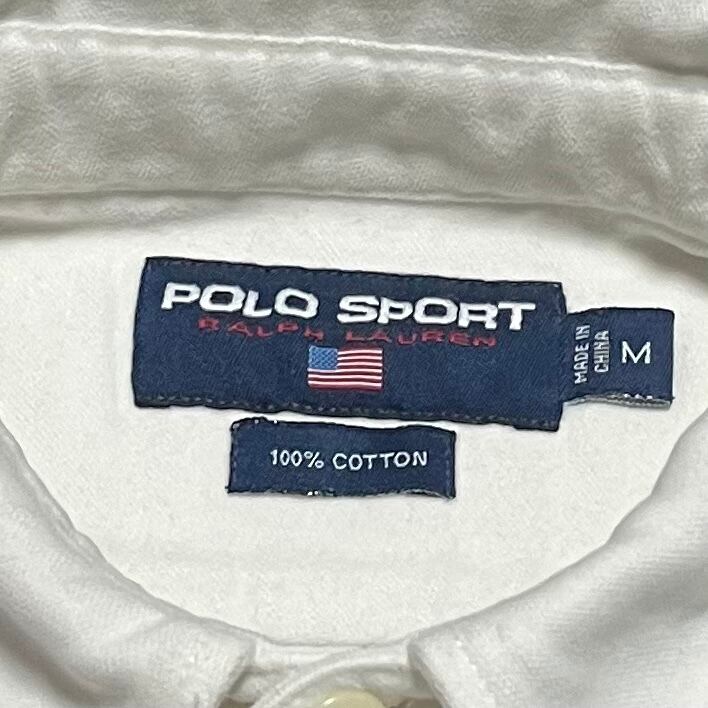 POLO SPORT
RALPH LAUREN
MADE IN
CHINA
M
100% COTTON